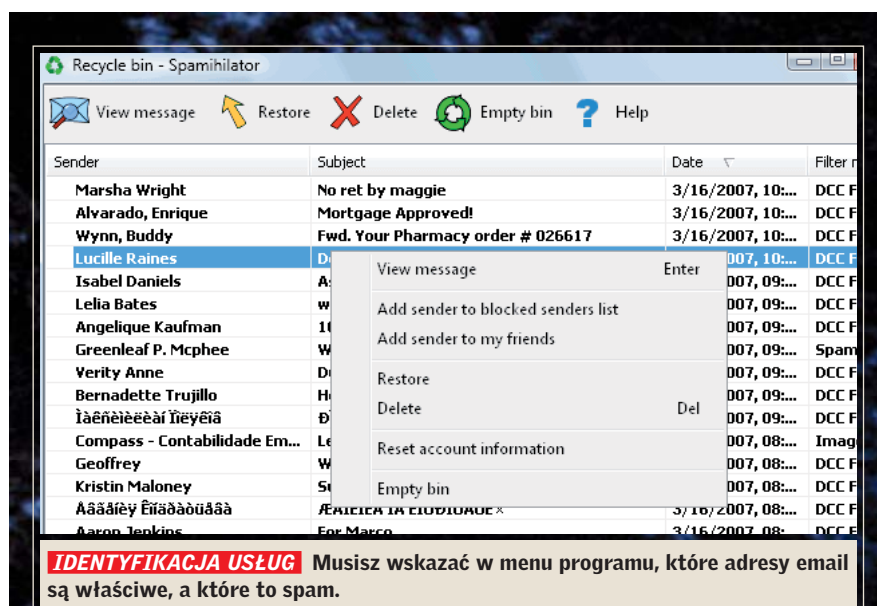 Recycle bin - Spamihilator
View message Restore Delete Empty bin Help
Sender Subject Date Filter
Marsha Wright No ret by maggie 3/16/2007, 10:... DCC F
Alvarado, Enrique Mortgage Approved! 3/16/2007, 10:... DCC F
Wynn, Buddy Fwd. Your Pharmacy order # 026617 3/16/2007, 10:... DCC F
Lucille Raines 007, 10:... DCC F
Isabel Daniels 007, 09:... DCC F
Lelia Bates 007, 09:... DCC F
Angelique Kaufman 007, 09:... DCC F
Greenleaf P. Mcphee 007, 09:... Spam
Verity Anne 007, 09:... DCC F
Bernadette Trujillo 007, 09:... DCC F
Ìàêñèìèëèàí Ïîëÿêîâ 007, 09:... DCC F
Compass - Contabilidade Em... Le 007, 08:... Imag
Geoffrey 007, 08:... DCC F
Kristin Maloney 007, 08:... DCC F
007, 08:... DCC F
Aaron Jenkins For Marco 3/16/2007, 08: DCC F
View message Enter
Add sender to blocked senders list
Add sender to my friends
Restore
Delete Del
Reset account information
Empty bin
IDENTYFIKACJA USŁUG Musisz wskazać w menu programu, które adresy email
są właściwe, a które to spam.